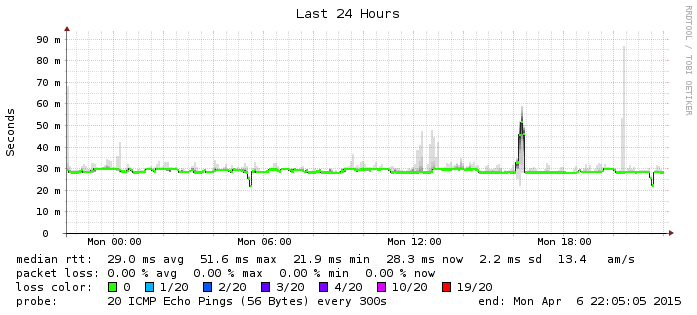 Last 24 Hours
RRDTOOL / TOBI OETIKER
Seconds
90 m
80 m
70 m
60 m
50 m
40 m
30 m
20 m
10 m
0
Mon 00:00 Mon 06:00 Mon 12:00 Mon 18:00
median rtt: 29.0 ms avg 51.6 ms max 21.9 ms min 28.3 ms now 2.2 ms sd 13.4 am/s
packet loss: 0.00 % avg 0.00 % max 0.00 % min 0.00 % now
loss color: 0 1/20 2/20 3/20 4/20 10/20 19/20
probe: 20 ICMP Echo Pings (56 Bytes) every 300s end: Mon Apr 6 22:05:05 2015